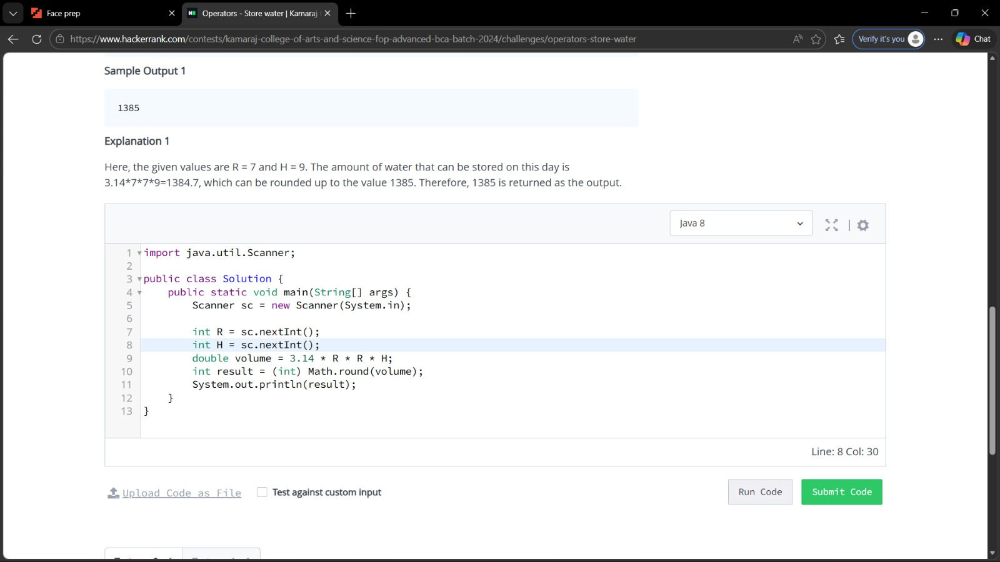 Face prep
Operators - Store water | Kamaraj
https://www.hackerrank.com/contests/kamaraj-college-of-arts-and-science-fop-advanced-bca-batch-2024/challenges/operators-store-water
Verify it's you
Chat
Sample Output 1
1385
Explanation 1
Here, the given values are R = 7 and H = 9. The amount of water that can be stored on this day is
3.14*7*7*9=1384.7, which can be rounded up to the value 1385. Therefore, 1385 is returned as the output.
Java 8
1 import java.util.Scanner;
2
3 public class Solution {
4 public static void main(String[] args) {
5 Scanner sc = new Scanner(System.in);
6
7 int R = sc.nextInt();
8 int H = sc.nextInt();
9 double volume = 3.14 * R * R * H;
10 int result = (int) Math.round(volume);
11 System.out.println(result);
12 }
13 }
Line: 8 Col: 30
Upload Code as File
Test against custom input
Run Code
Submit Code